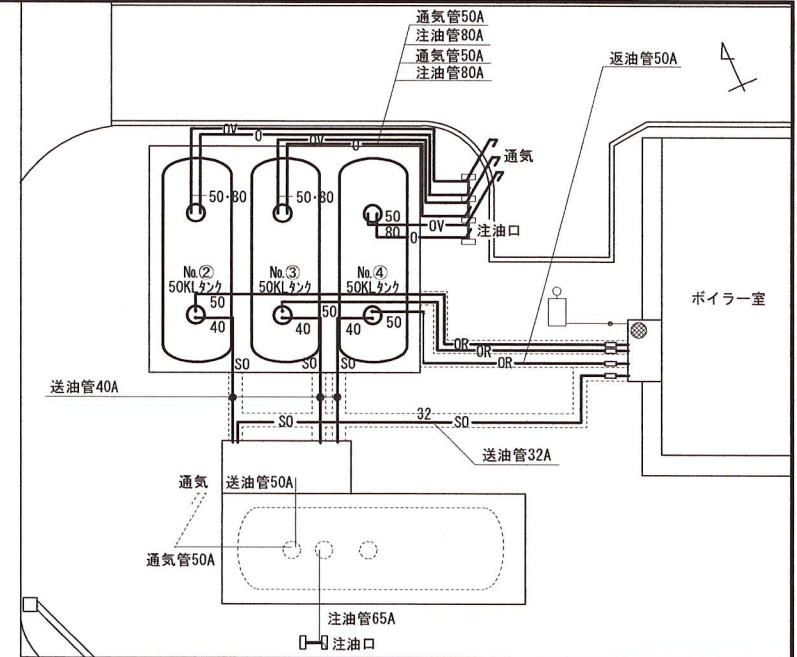 通気管50A
注油管80A
通気管50A
注油管80A
返油管50A
OV
O
OV
O
通気
50・80
50・80
50
OV
80
O
注油口
No.②
50KLタンク
No.③
50KLタンク
No.④
50KLタンク
ボイラー室
50
50
50
40
40
40
OR
OR
OR
SO
SO
SO
送油管40A
32
SO
SO
送油管32A
通気
送油管50A
通気管50A
注油管65A
注油口